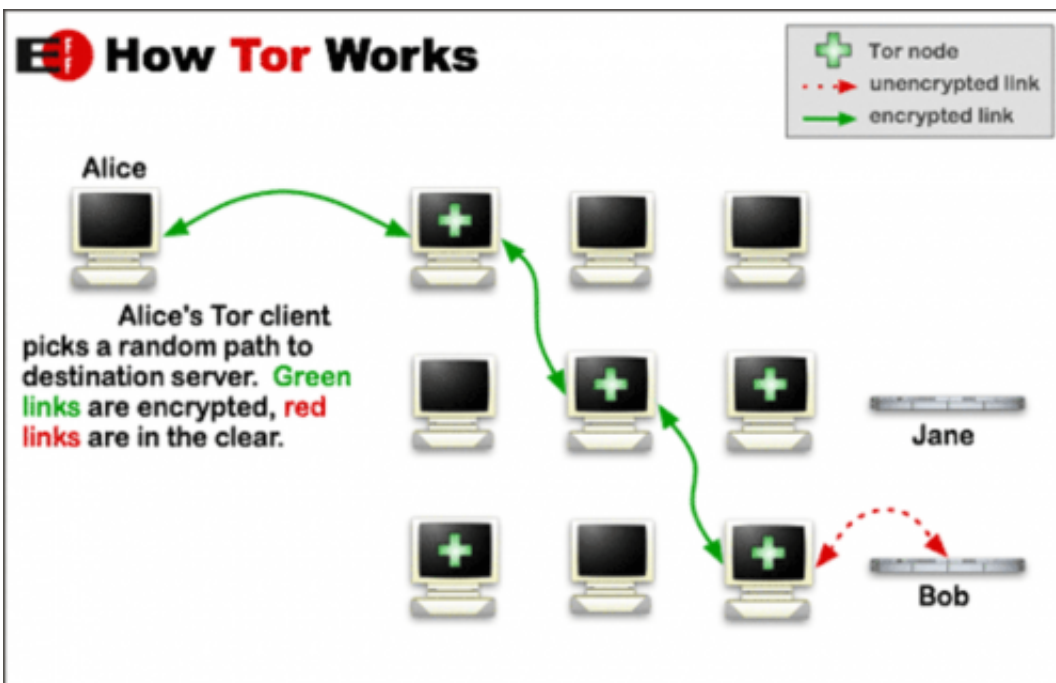 E How Tor Works
Tor node
unencrypted link
encrypted link
Alice
Alice's Tor client
picks a random path to
destination server. Green
links are encrypted, red
links are in the clear.
Jane
Bob